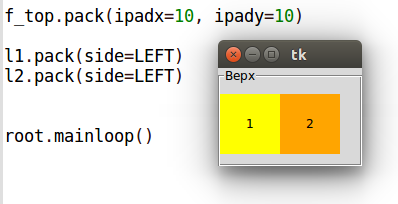 f_top.pack(ipadx=10, ipady=10)
l1.pack(side=LEFT)
l2.pack(side=LEFT)
root.mainloop()
tk
Верх
1 2